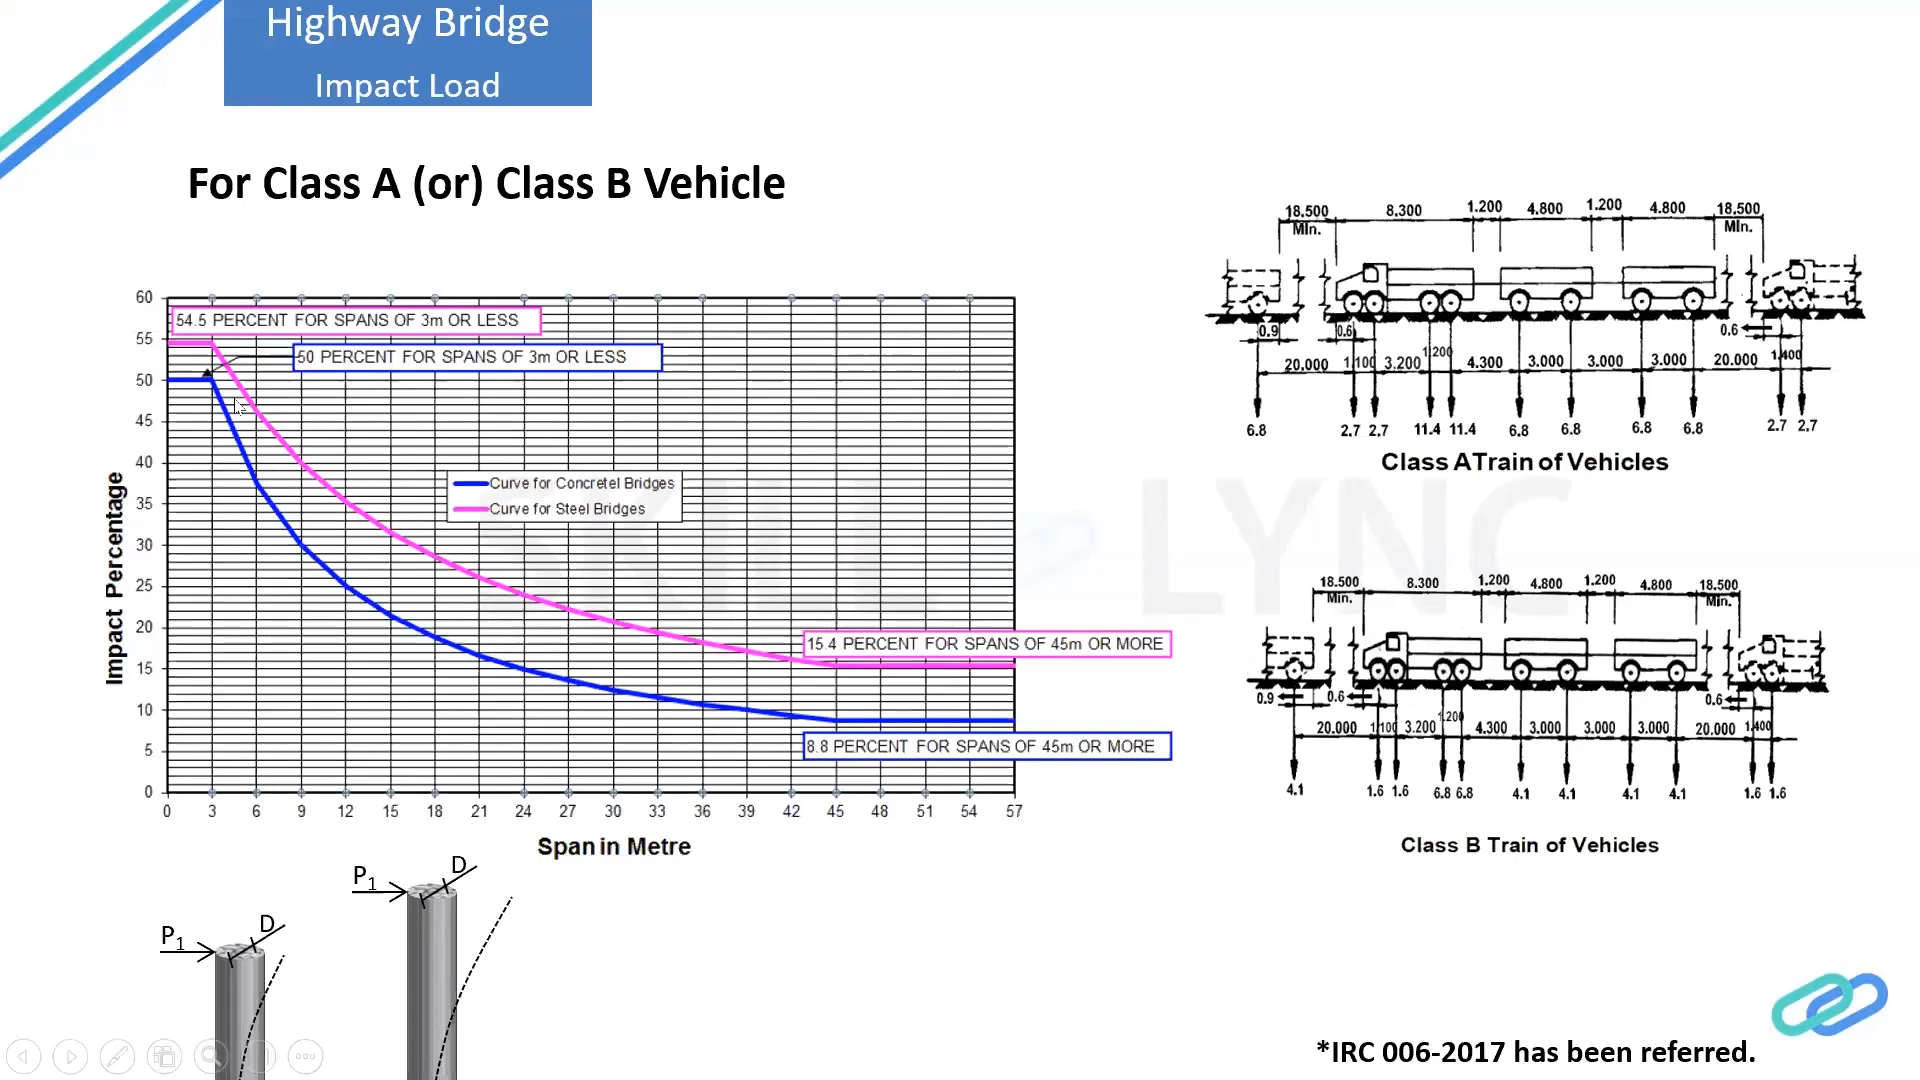 Highway Bridge
Impact Load
For Class A (or) Class B Vehicle
60
55
50
45
40
35
30
25
20
15
10
5
0
Impact Percentage
54.5 PERCENT FOR SPANS OF 3m OR LESS
50 PERCENT FOR SPANS OF 3m OR LESS
Curve for Concretel Bridges
Curve for Steel Bridges
15.4 PERCENT FOR SPANS OF 45m OR MORE
8.8 PERCENT FOR SPANS OF 45m OR MORE
0 3 6 9 12 15 18 21 24 27 30 33 36 39 42 45 48 51 54 57
Span in Metre
P1 D
P1 D
18.500 8.300 1.200 4.800 1.200 4.800 18.500
MIn. MIn.
0.9 0.6 0.6
20.000 1.100 3.200 1.200 4.300 3.000 3.000 3.000 20.000 1.400
6.8 2.7 2.7 11.4 11.4 6.8 6.8 6.8 6.8 2.7 2.7
Class A Train of Vehicles
18.500 8.300 1.200 4.800 1.200 4.800 18.500
Min. Min.
0.9 0.6 0.6
20.000 1.100 3.200 1.200 4.300 3.000 3.000 3.000 20.000 1.400
4.1 1.6 1.6 6.8 6.8 4.1 4.1 4.1 4.1 1.6 1.6
Class B Train of Vehicles
SKILL LYNC
*IRC 006-2017 has been referred.